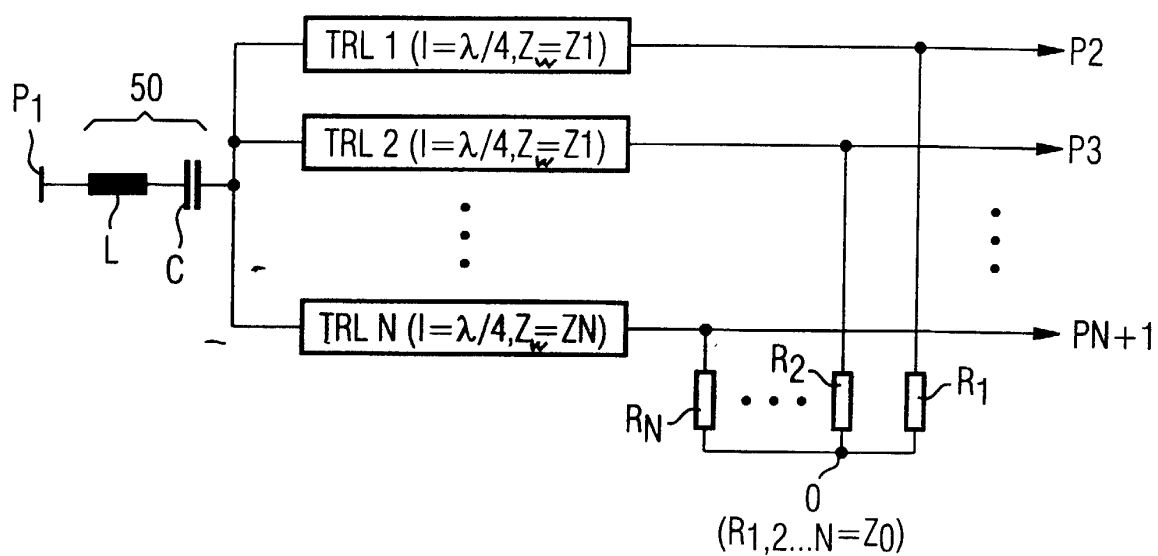 TRL 1 (l=λ/4,Zw=Z1)
P2
50
P1
TRL 2 (l=λ/4,Zw=Z1)
P3
L
C
TRL N (l=λ/4,Zw=ZN)
PN+1
RN
R2
R1
0
(R1,2...N=Z0)